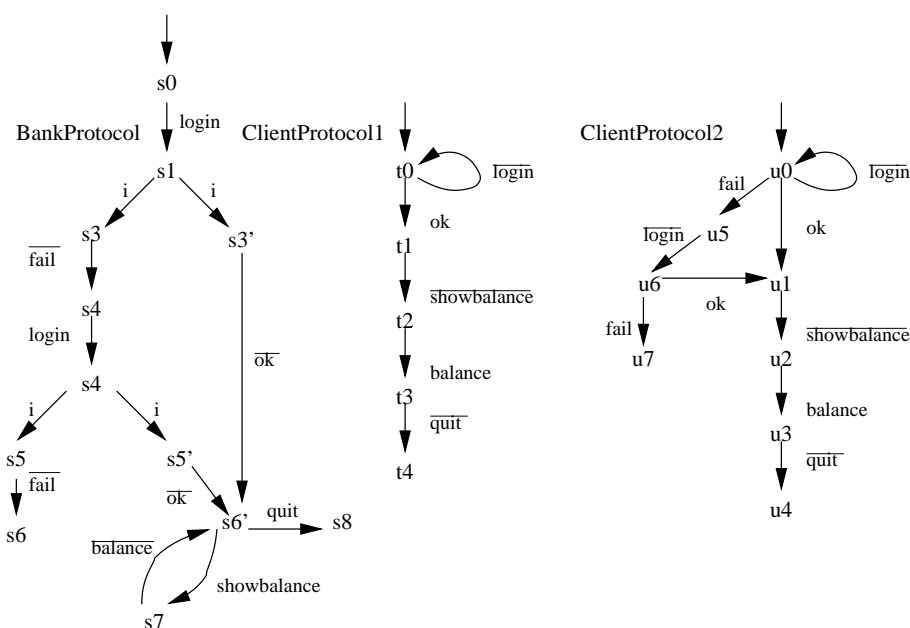 s0
login
BankProtocol
ClientProtocol1
ClientProtocol2
s1
t0
login
u0
login
i
i
fail
s3
s3'
ok
login
u5
ok
fail
t1
u6
u1
s4
showbalance
ok
showbalance
login
t2
fail
u7
u2
s4
ok
balance
balance
i
i
t3
u3
s5
s5'
quit
quit
fail
ok
t4
u4
s6
s6'
quit
s8
balance
showbalance
s7